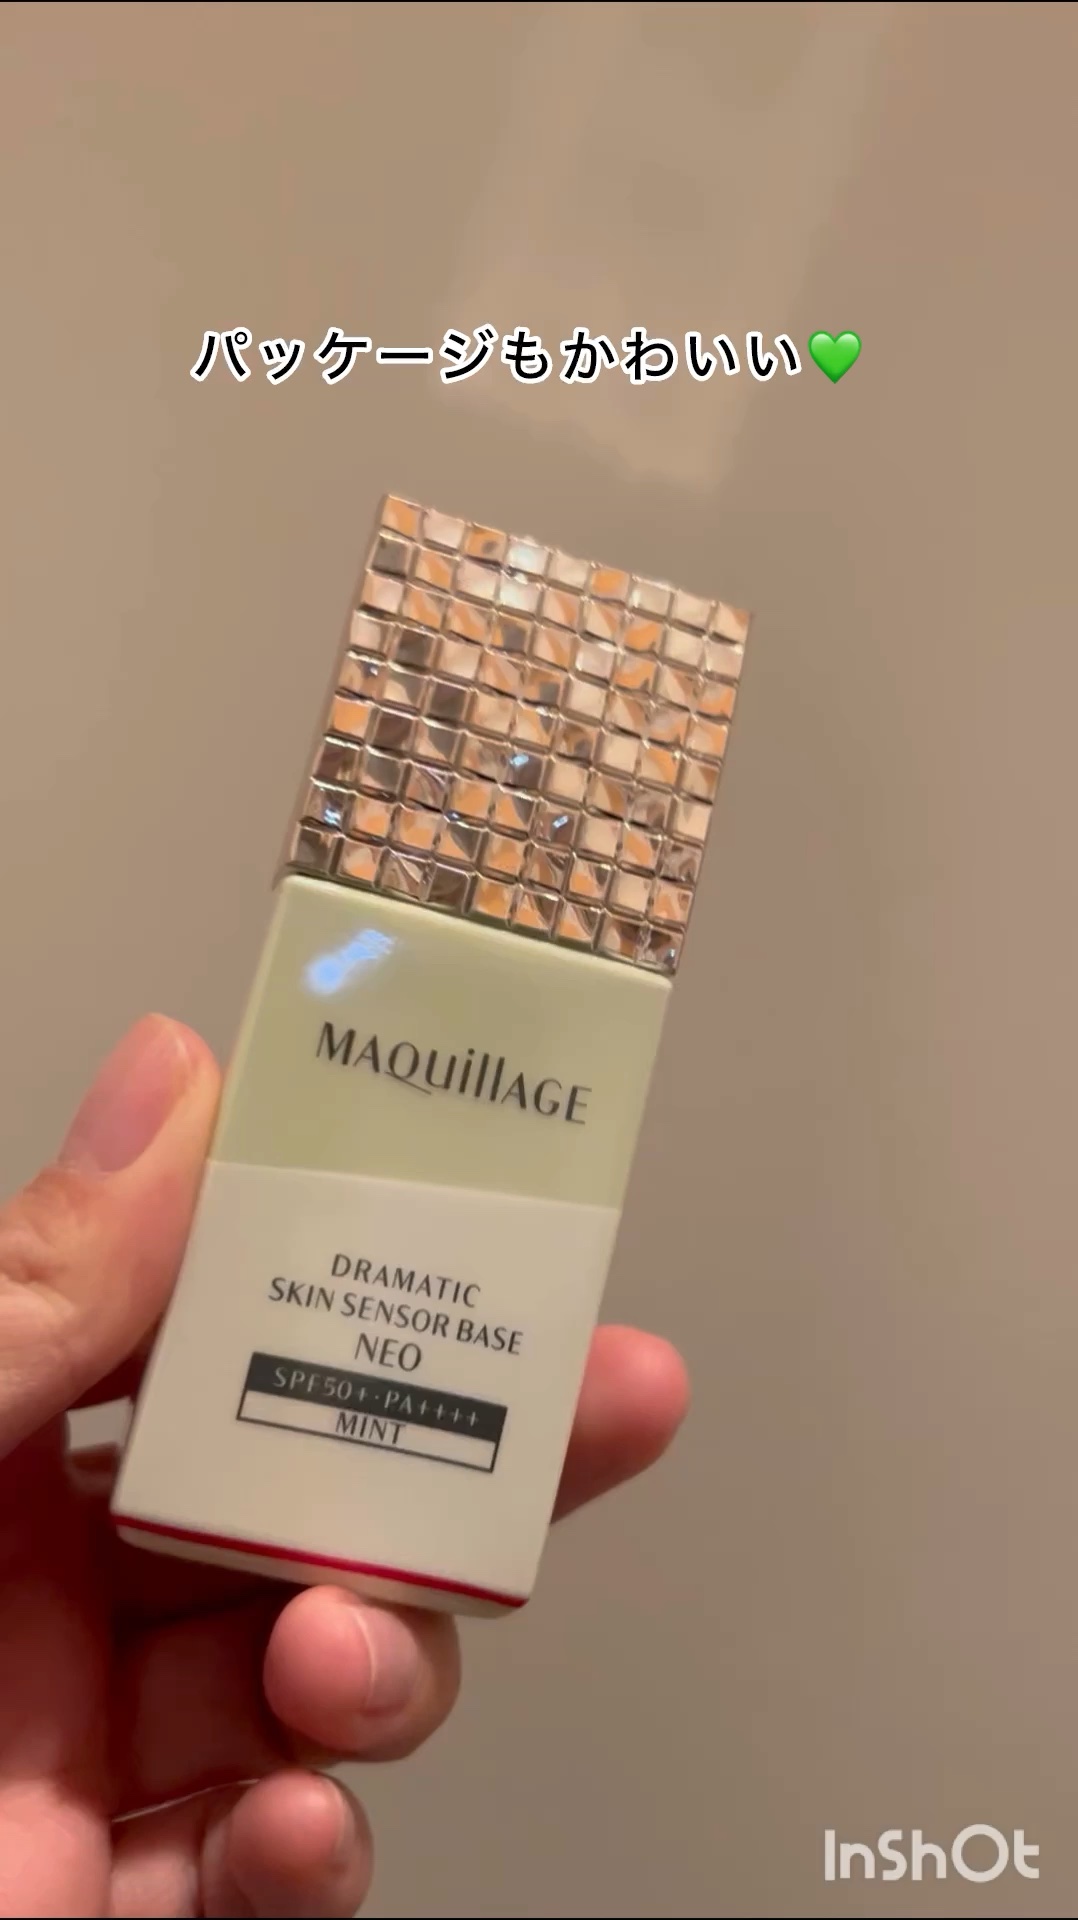 パッケージもかわいい💚
MAQuillAGE
DRAMATIC
SKIN SENSOR BASE
NEO
SPF50+・PA++++
MINT
InShOt